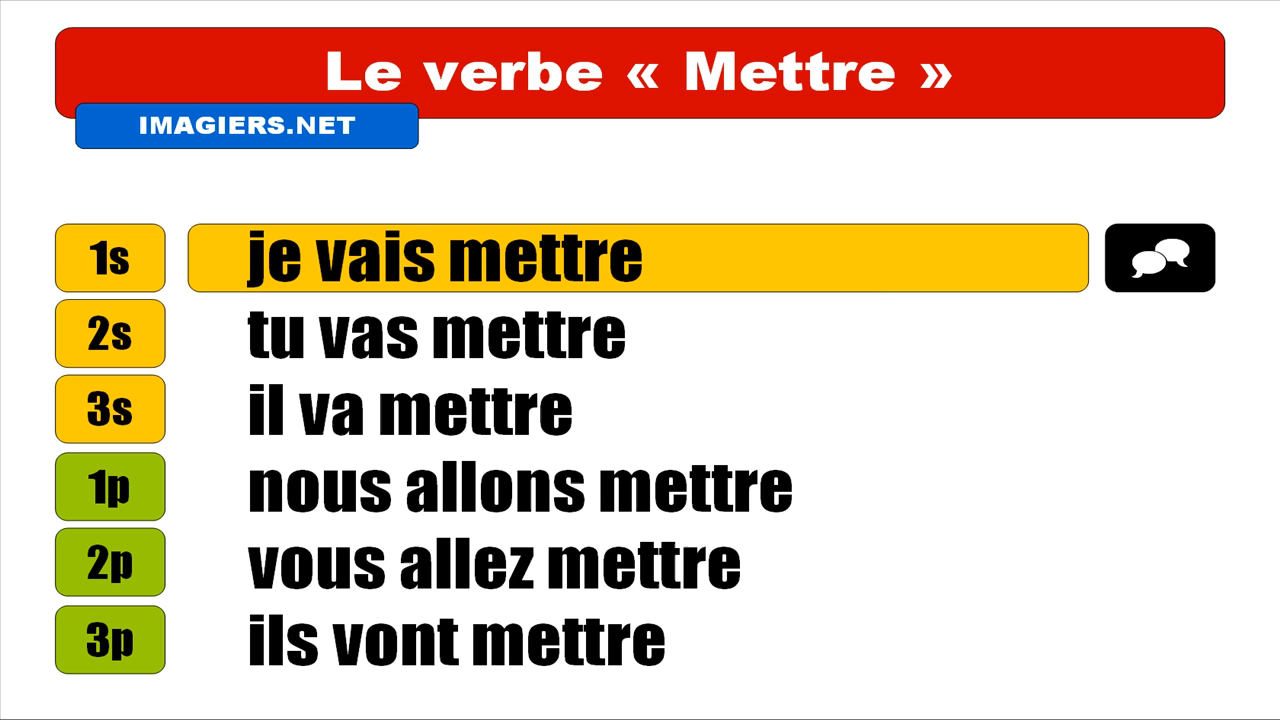 Le verbe « Mettre »
IMAGIERS.NET
1s je vais mettre
2s tu vas mettre
3s il va mettre
1p nous allons mettre
2p vous allez mettre
3p ils vont mettre